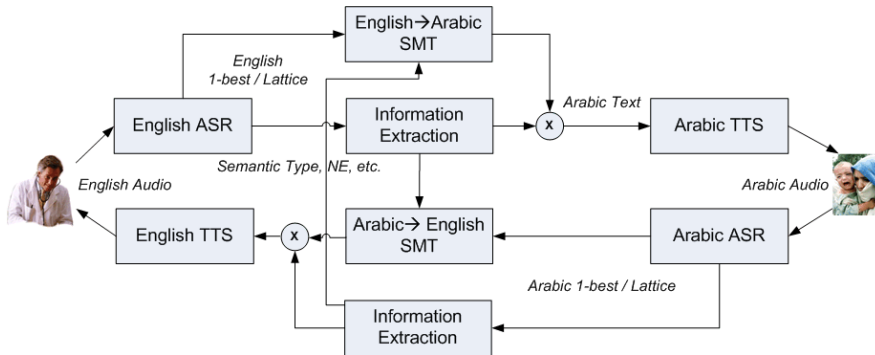 English→Arabic
SMT
English
1-best / Lattice
English ASR
Information
Extraction
x
Arabic Text
Arabic TTS
Semantic Type, NE, etc.
English Audio
Arabic Audio
English TTS
x
Arabic→ English
SMT
Arabic ASR
Arabic 1-best / Lattice
Information
Extraction